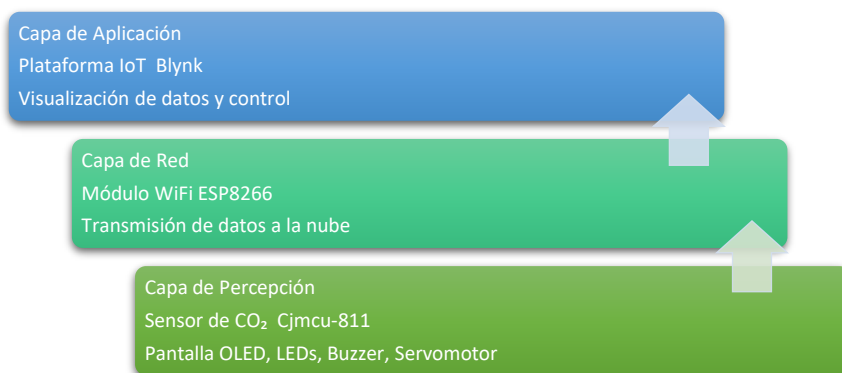 Capa de Aplicación
Plataforma IoT Blynk
Visualización de datos y control
Capa de Red
Módulo WiFi ESP8266
Transmisión de datos a la nube
Capa de Percepción
Sensor de CO₂ Cjmcu-811
Pantalla OLED, LEDs, Buzzer, Servomotor